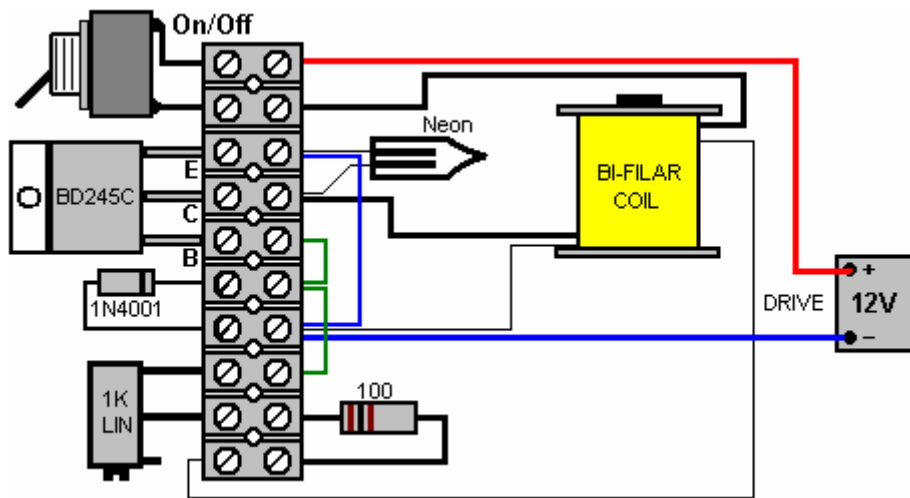 On/Off
Neon
E
BD245C
C
B
BI-FILAR
COIL
1N4001
DRIVE
+
12V
–
1K
LIN
100